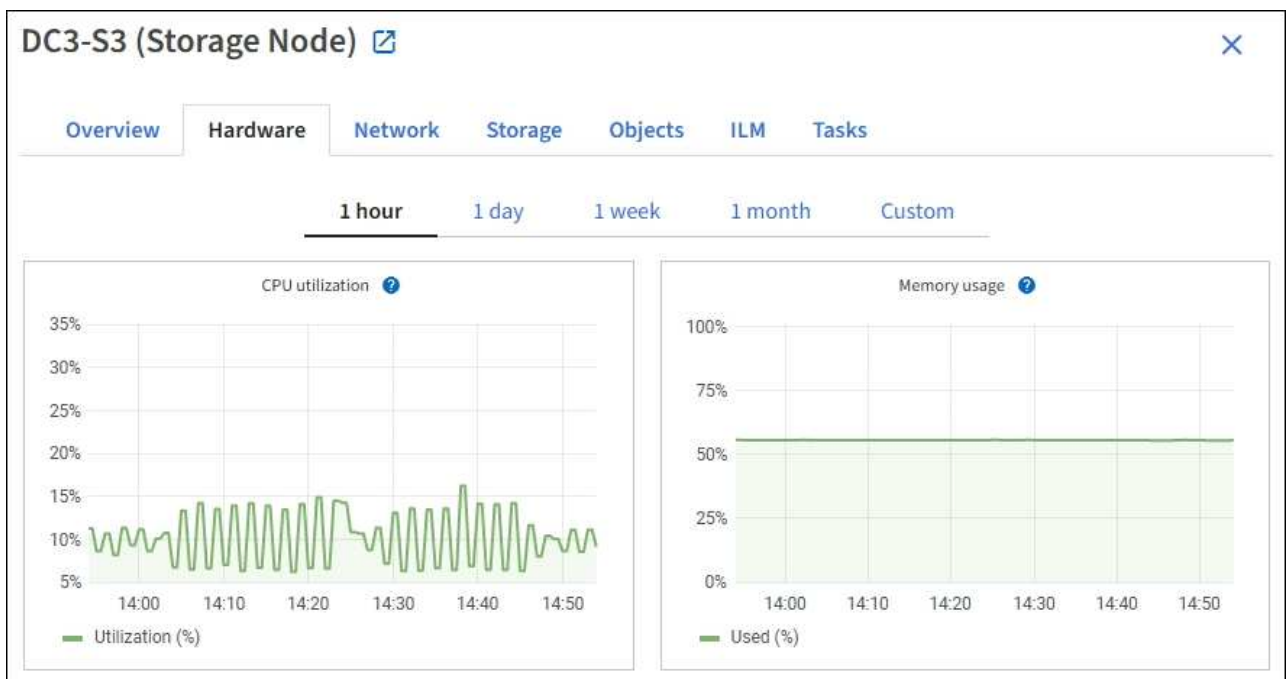 DC3-S3 (Storage Node)
Overview Hardware Network Storage Objects ILM Tasks
1 hour 1 day 1 week 1 month Custom
CPU utilization ?
35%
30%
25%
20%
15%
10%
5%
14:00 14:10 14:20 14:30 14:40 14:50
Utilization (%)
Memory usage ?
100%
75%
50%
25%
0%
14:00 14:10 14:20 14:30 14:40 14:50
Used (%)